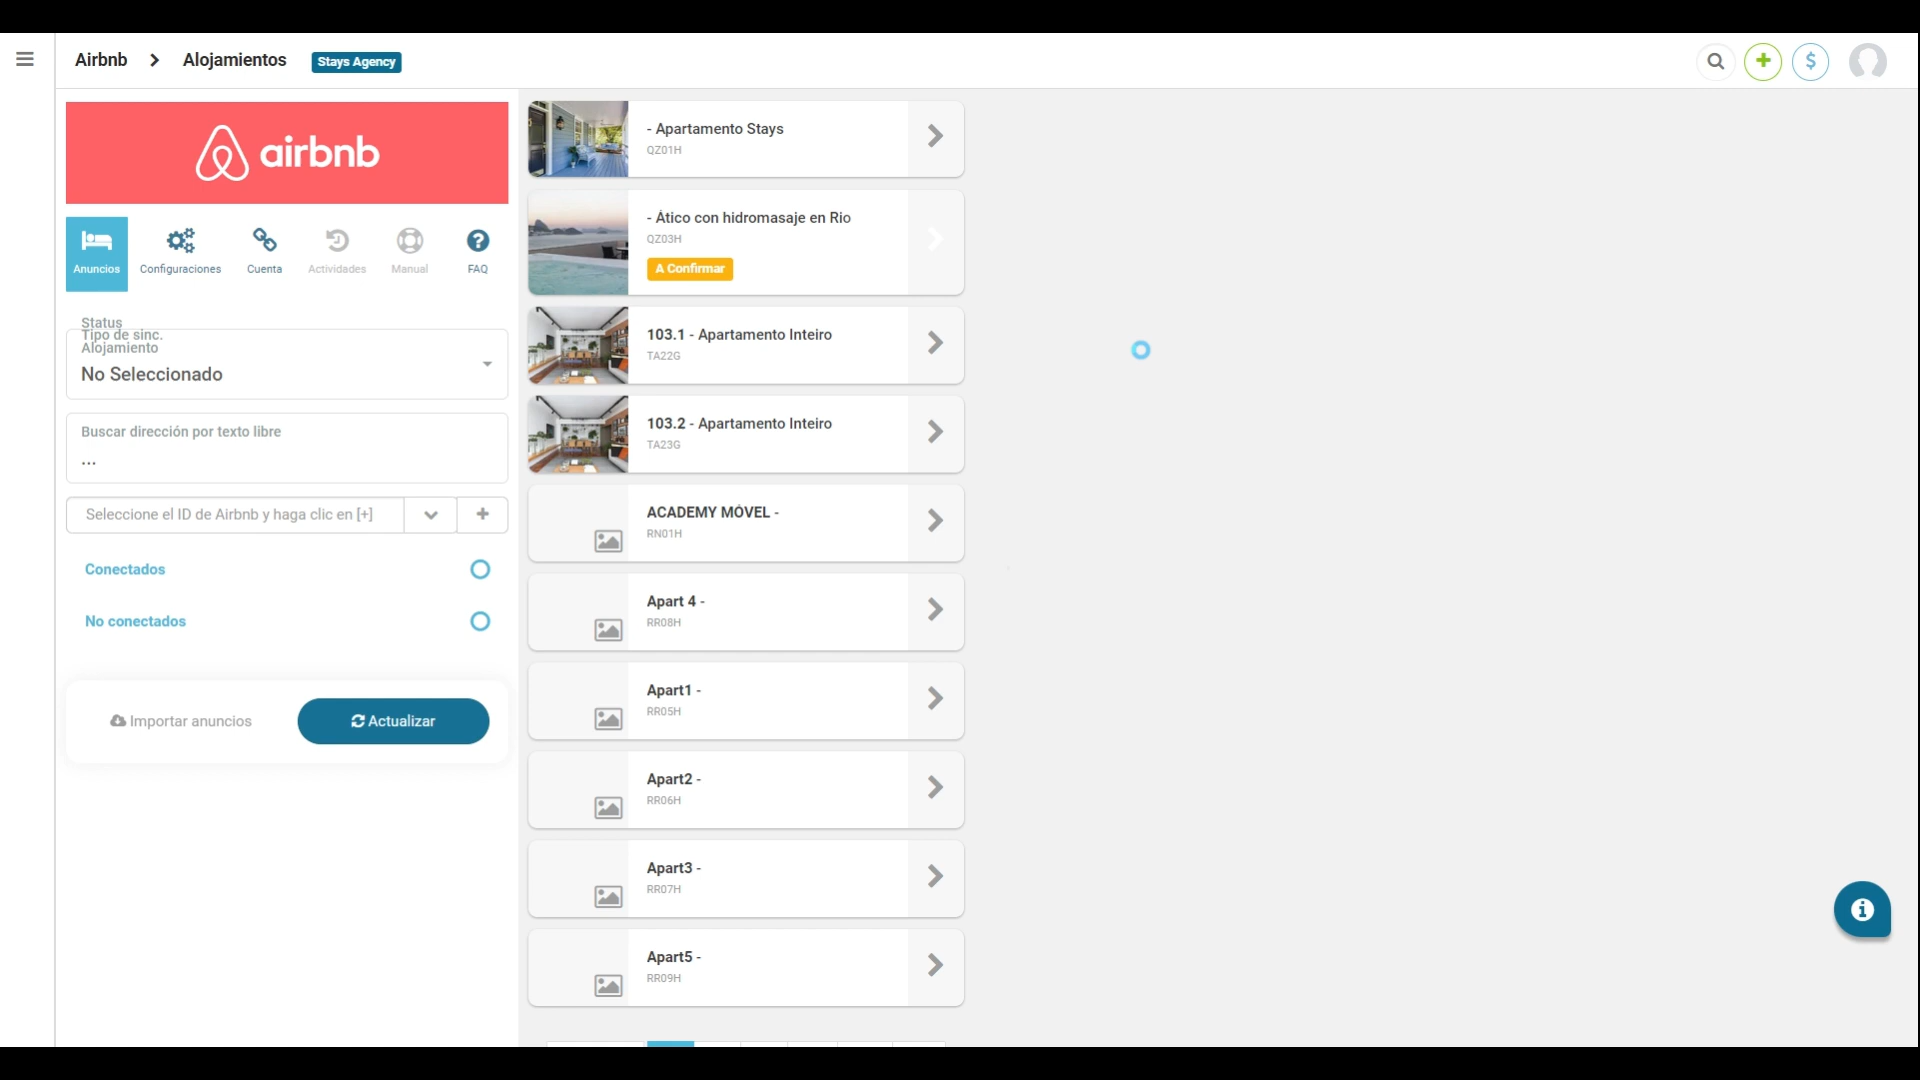 Airbnb > Alojamientos Stays Agency
$
airbnb
Anuncios Configuraciones Cuenta Actividades Manual FAQ
Status
Tipo de sinc.
Alojamiento
No Seleccionado
Buscar dirección por texto libre
...
Seleccione el ID de Airbnb y haga clic en [+]
Conectados
No conectados
Importar anuncios Actualizar
- Apartamento Stays
QZ01H
- Ático con hidromasaje en Rio
QZ03H
A Confirmar
103.1 - Apartamento Inteiro
TA22G
103.2 - Apartamento Inteiro
TA23G
ACADEMY MÓVEL -
RN01H
Apart 4 -
RR08H
Apart1 -
RR05H
Apart2 -
RR06H
Apart3 -
RR07H
Apart5 -
RR09H